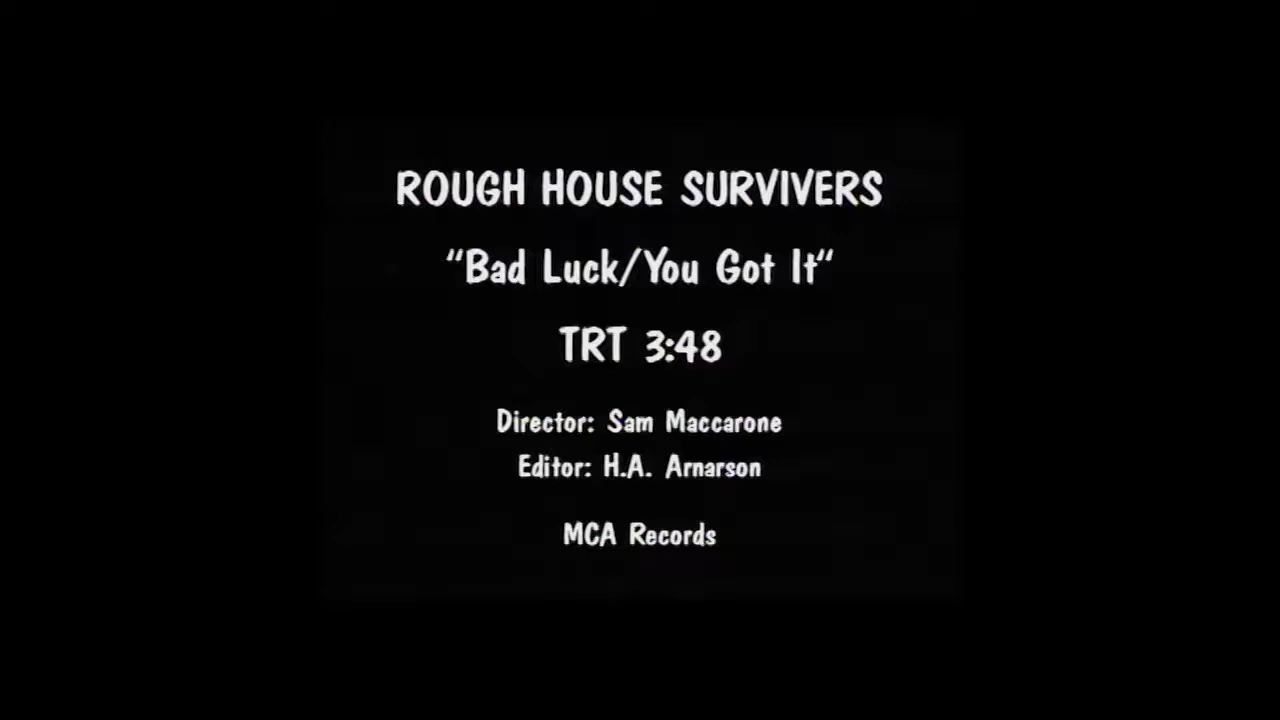 ROUGH HOUSE SURVIVERS
“Bad Luck/You Got It“
TRT 3:48
Director: Sam Maccarone
Editor: H.A. Arnarson
MCA Records